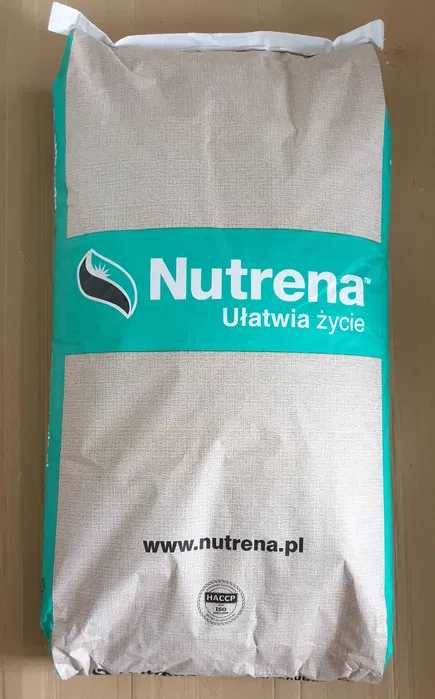 Nutrena™
Ułatwia życie
www.nutrena.pl
HACCP
ISO